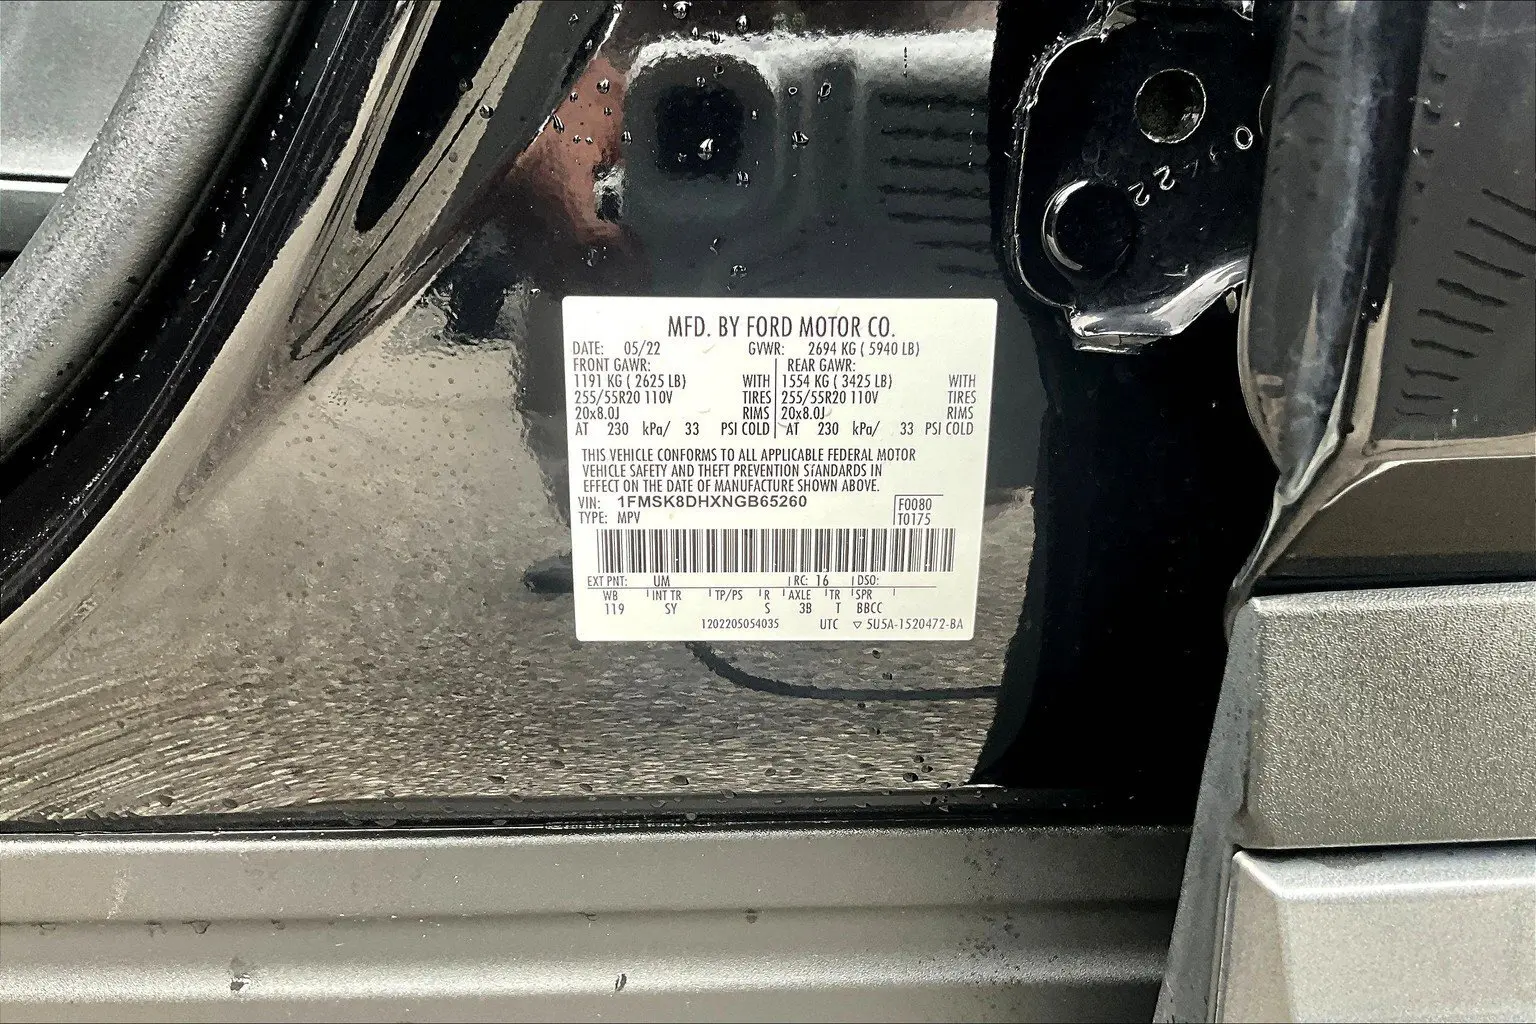 MFD. BY FORD MOTOR CO.
DATE: 05/22 GVWR: 2694 KG ( 5940 LB)
FRONT GAWR: REAR GAWR:
1191 KG ( 2625 LB) WITH 1554 KG ( 3425 LB) WITH
255/55R20 110V TIRES 255/55R20 110V TIRES
20x8.0J RIMS 20x8.0J RIMS
AT 230 kPa/ 33 PSI COLD AT 230 kPa/ 33 PSI COLD
THIS VEHICLE CONFORMS TO ALL APPLICABLE FEDERAL MOTOR
VEHICLE SAFETY AND THEFT PREVENTION STANDARDS IN
EFFECT ON THE DATE OF MANUFACTURE SHOWN ABOVE.
VIN: 1FMSK8DHXNGB65260 F0080
TYPE: MPV T0175
EXT PNT: UM RC: 16 DSO:
WB INT TR TP/PS R AXLE TR SPR
119 SY S 3B T BBCC
120220S054035 UTC ▽ 5U5A-1520472-BA